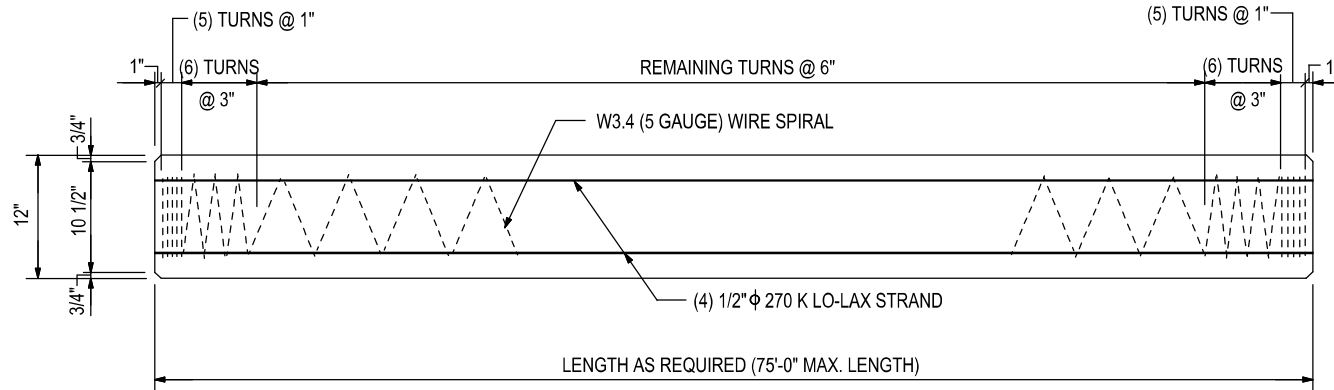 (5) TURNS @ 1"
(5) TURNS @ 1"
1"
(6) TURNS
@ 3"
REMAINING TURNS @ 6"
(6) TURNS
@ 3"
1
W3.4 (5 GAUGE) WIRE SPIRAL
3/4"
12"
10 1/2"
3/4"
(4) 1/2"ϕ 270 K LO-LAX STRAND
LENGTH AS REQUIRED (75'-0" MAX. LENGTH)